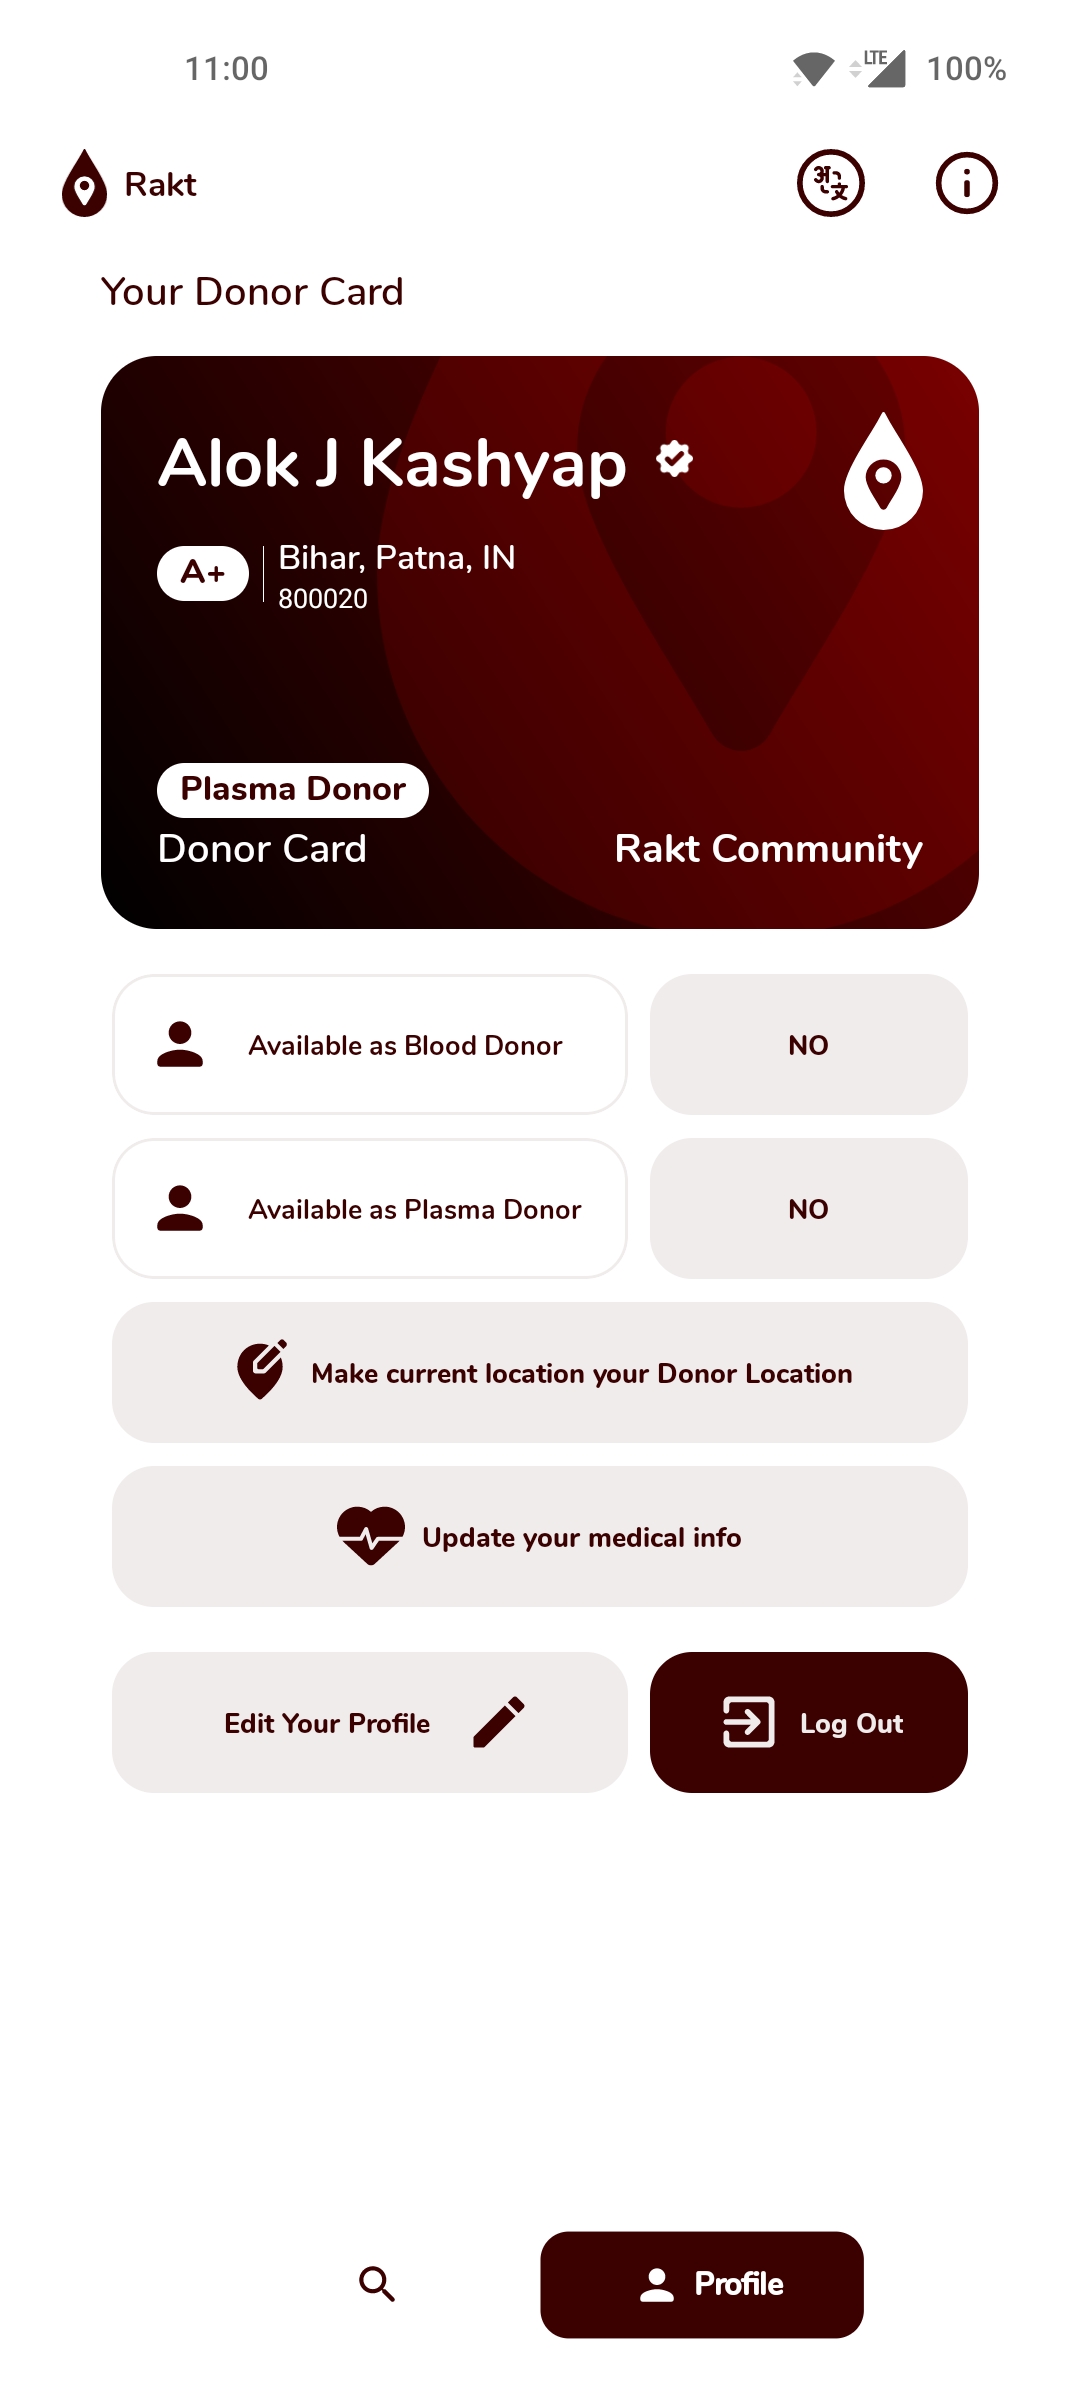 11:00
LTE
100%
Rakt
अ文
Your Donor Card
Alok J Kashyap
A+
Bihar, Patna, IN
800020
Plasma Donor
Donor Card
Rakt Community
Available as Blood Donor
NO
Available as Plasma Donor
NO
Make current location your Donor Location
Update your medical info
Edit Your Profile
Log Out
Profile